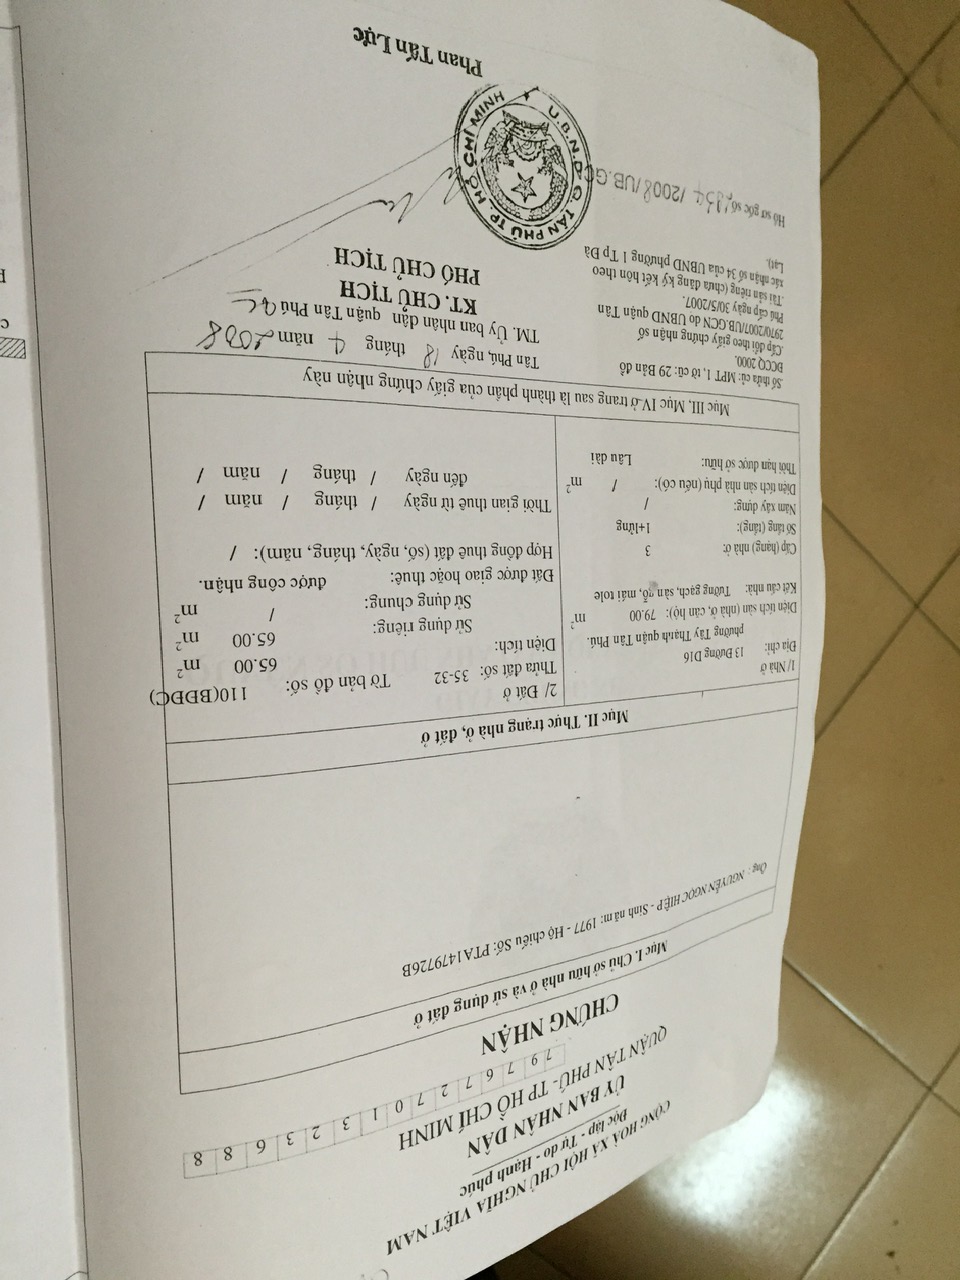 CỘNG HOÀ XÃ HỘI CHỦ NGHĨA VIỆT NAM
Độc lập - Tự do - Hạnh phúc
ỦY BAN NHÂN DÂN
QUẬN TÂN PHÚ - TP HỒ CHÍ MINH
7 9 7 6 7 2 7 0 1 3 2 3 6 8 8
CHỨNG NHẬN
Mục I. Chủ sở hữu nhà ở và sử dụng đất ở
Ông : NGUYỄN NGỌC HIỆP - Sinh năm: 1977 - Hộ chiếu Số: PTA1479726B
Mục II. Thực trạng nhà ở, đất ở
1/ Nhà ở
Địa chỉ: 13 Đường D16
phường Tây Thạnh quận Tân Phú
Diện tích sàn (nhà ở, căn hộ): 79.00 m²
Kết cấu nhà: Tường gạch, sàn gỗ, mái tole
Cấp (hạng) nhà ở: 3
Số tầng (tầng): 1+lửng
Năm xây dựng: /
Diện tích sàn nhà phụ (nếu có): / m²
Thời hạn được sở hữu: Lâu dài
2/ Đất ở
Thửa đất số: 35-32 Tờ bản đồ số: 110(BĐĐC)
Diện tích: 65.00 m²
Sử dụng riêng: 65.00 m²
Sử dụng chung: / m²
Đất được giao hoặc thuê: được công nhận.
Hợp đồng thuê đất (số, ngày, tháng, năm): /
Thời gian thuê từ ngày / tháng / năm /
đến ngày / tháng / năm /
Mục III, Mục IV ở trang sau là thành phần của giấy chứng nhận này
Số thửa cũ: MPT 1, tờ cũ: 29 Bản đồ
ĐCCQ 2000.
Cấp đổi theo giấy chứng nhận số
2970/2007/UB.GCN do UBND quận Tân
Phú cấp ngày 30/5/2007.
Tài sản riêng (chưa đăng ký kết hôn theo
xác nhận số 34 của UBND phường 1 Tp Đà
Lạt).
Hồ sơ gốc số /2008/UB.GCN
Tân Phú, ngày 18 tháng 4 năm 2008
TM. Ủy ban nhân dân quận Tân Phú
KT. CHỦ TỊCH
PHÓ CHỦ TỊCH
U.B.N.D Q. TÂN PHÚ TP. HỒ CHÍ MINH
Phan Tấn Lực